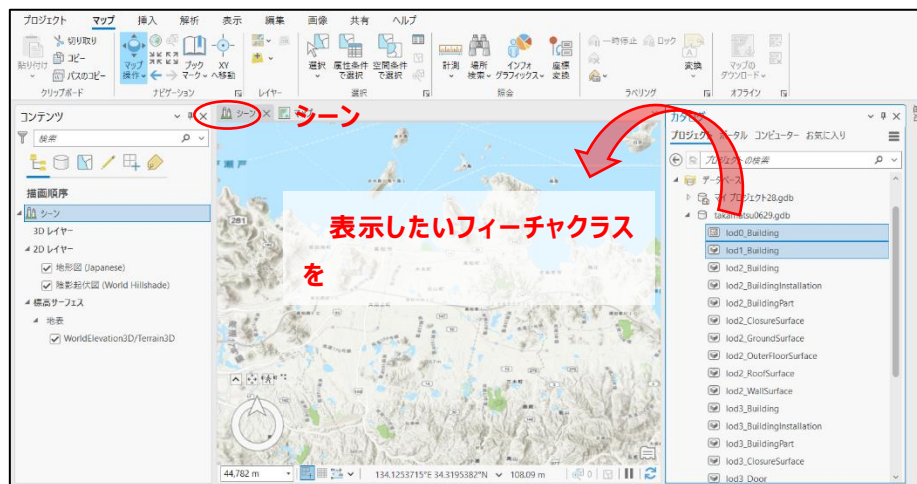 プロジェクト マップ 挿入 解析 表示 編集 画像 共有 ヘルプ
貼り付け
切り取り
コピー
パスのコピー
クリップボード
マップ操作
ブックマーク
XY へ移動
ナビゲーション
レイヤー
選択
属性条件で選択
空間条件で選択
選択
計測
場所検索
インフォグラフィックス
座標変換
照会
一時停止 ロック
ラベリング
変換
マップのダウンロード
オフライン
コンテンツ
検索
描画順序
シーン
3D レイヤー
2D レイヤー
地形図 (Japanese)
陰影起伏図 (World Hillshade)
標高サーフェス
地表
WorldElevation3D/Terrain3D
シーン
シーン
281
表示したいフィーチャクラス
を
44,782 m
134.1253715°E 34.3195382°N
108.09 m
0
プロジェクト ポータル コンピューター お気に入り
プロジェクトの検索
データベース
マイ プロジェクト28.gdb
takamatsu0629.gdb
lod0_Building
lod1_Building
lod2_Building
lod2_BuildingInstallation
lod2_BuildingPart
lod2_ClosureSurface
lod2_GroundSurface
lod2_OuterFloorSurface
lod2_RoofSurface
lod2_WallSurface
lod3_Building
lod3_BuildingInstallation
lod3_BuildingPart
lod3_ClosureSurface
lod3_Door